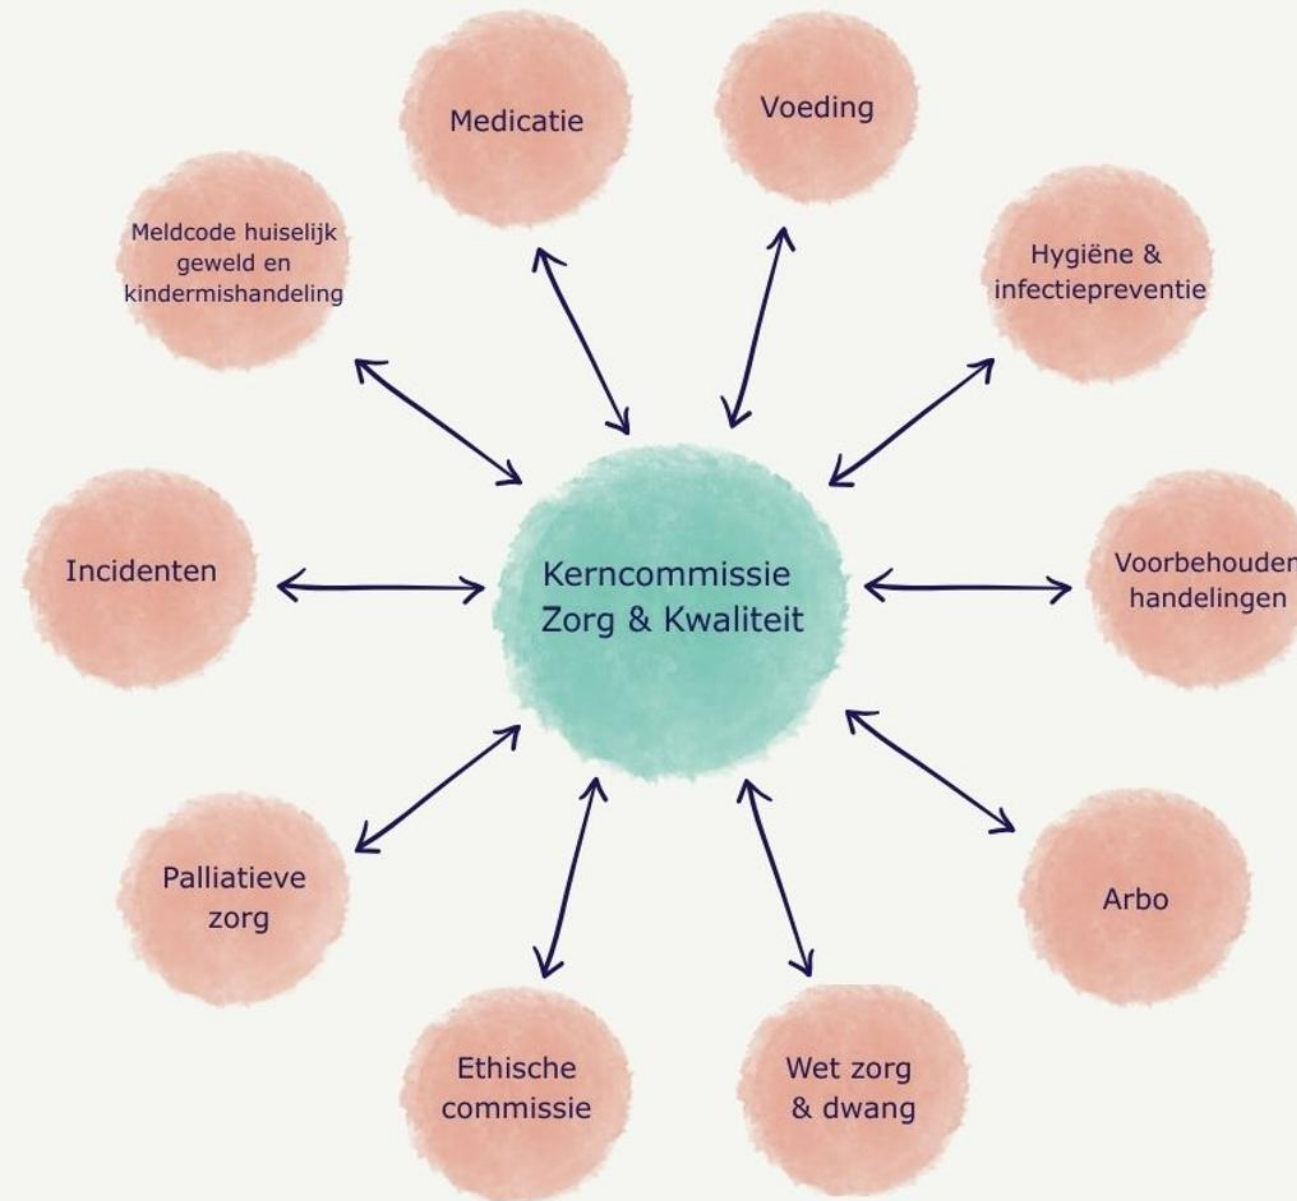 Medicatie
Voeding
Meldcode huiselijk
geweld en
kindermishandeling
Hygiëne &
infectiepreventie
Incidenten
Kerncommissie
Zorg & Kwaliteit
Voorbehouden
handelingen
Palliatieve
zorg
Arbo
Ethische
commissie
Wet zorg
& dwang